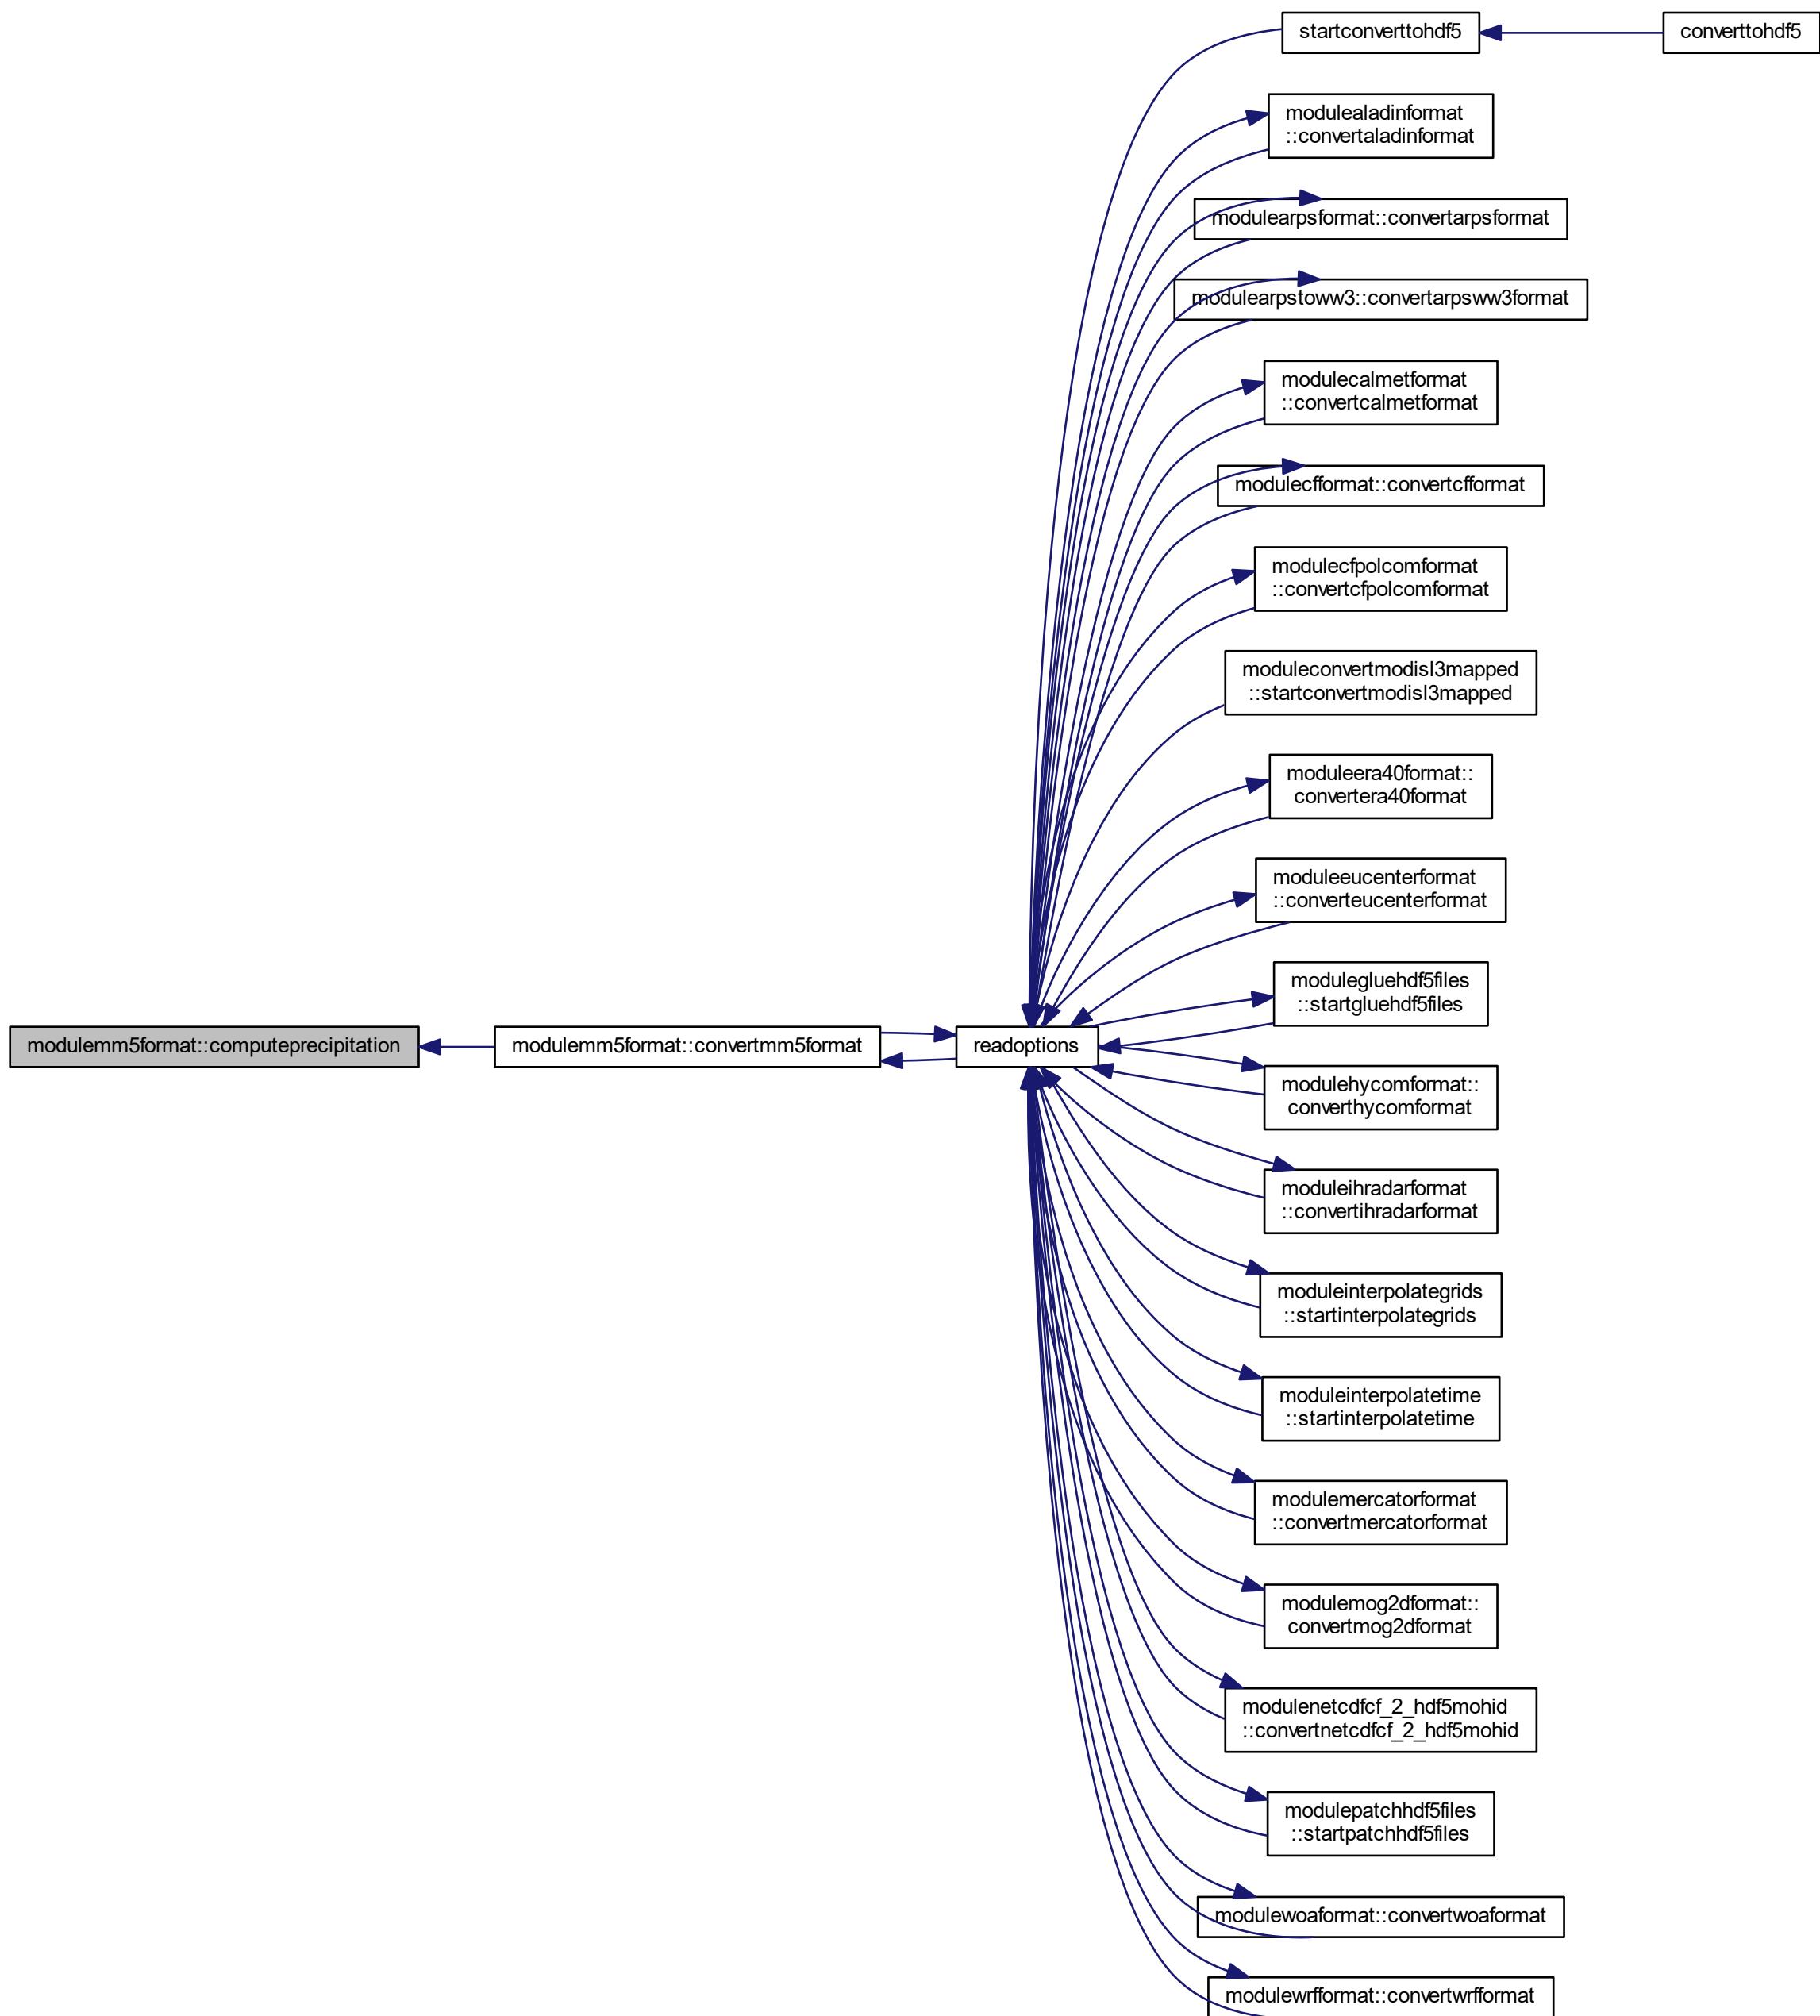 startconverttohdf5
converttohdf5
modulealadinformat
::convertaladinformat
modulearpsformat::convertarpsformat
modulearpstoww3::convertarpsww3format
modulecalmetformat
::convertcalmetformat
modulecfformat::convertcfformat
modulecfpolcomformat
::convertcfpolcomformat
moduleconvertmodisl3mapped
::startconvertmodisl3mapped
moduleera40format::
convertera40format
moduleeucenterformat
::converteucenterformat
modulegluehdf5files
::startgluehdf5files
modulemm5format::computeprecipitation
modulemm5format::convertmm5format
readoptions
modulehycomformat::
converthycomformat
moduleihradarformat
::convertihradarformat
moduleinterpolategrids
::startinterpolategrids
moduleinterpolatetime
::startinterpolatetime
modulemercatorformat
::convertmercatorformat
modulemog2dformat::
convertmog2dformat
modulenetcdfcf_2_hdf5mohid
::convertnetcdfcf_2_hdf5mohid
modulepatchhdf5files
::startpatchhdf5files
modulewoaformat::convertwoaformat
modulewrfformat::convertwrfformat